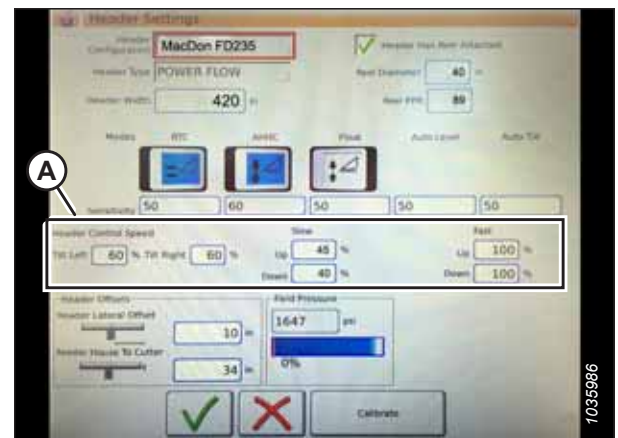 Header Settings
Header Configuration MacDon FD235
Header Has Reel Attached
Header Type POWER FLOW
Reel Diameter 40 in
Header Width 420 in
Reel PPR 89
Modes RTC AHHC Float Auto Level Auto Tilt
A
Sensitivity 50 60 50 50 50
Header Control Speed Slow Fast
Tilt Left 60 % Tilt Right 60 % Up 45 % Up 100 %
Down 40 % Down 100 %
Header Offsets Field Pressure
Header Lateral Offset 1647 psi
10 in
Feeder House To Cutter
34 in 0%
Calibrate
1035986